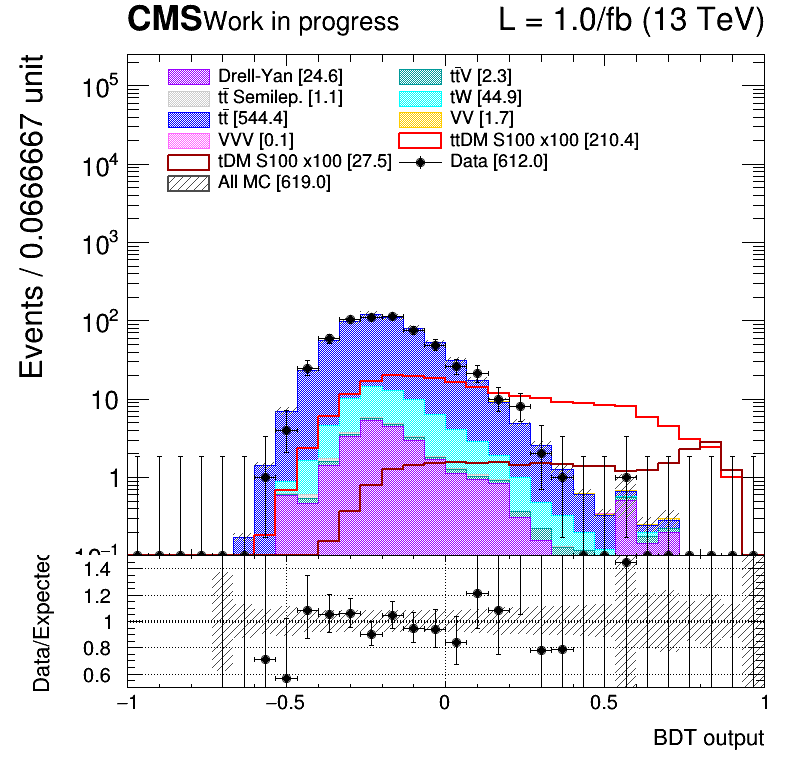 CMS Work in progress L = 1.0/fb (13 TeV)
Events / 0.0666667 unit
Drell-Yan [24.6] tt̄V [2.3]
tt̄ Semilep. [1.1] tW [44.9]
tt̄ [544.4] VV [1.7]
VVV [0.1] ttDM S100 x100 [210.4]
tDM S100 x100 [27.5] Data [612.0]
All MC [619.0]
10⁵
10⁴
10³
10²
10
1
10⁻¹
Data/Expected
1.4
1.2
1
0.8
0.6
−1 −0.5 0 0.5 1
BDT output